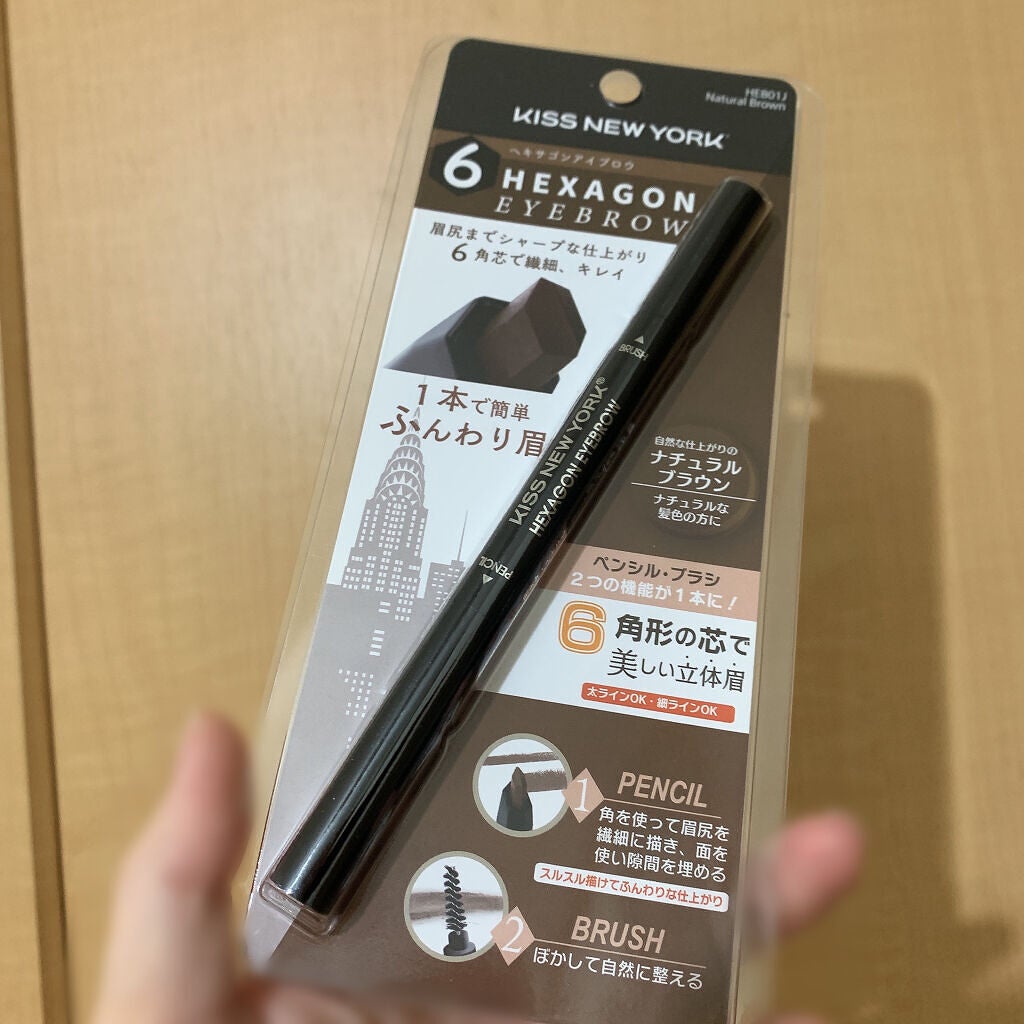 HEB01J
Natural Brown
KISS NEW YORK
ヘキサゴンアイブロウ
6 HEXAGON
EYEBROW
眉尻までシャープな仕上がり
6角芯で繊細、キレイ
BRUSH
1本で簡単
ふんわり眉
KISS NEW YORK®
HEXAGON EYEBROW
PENCIL
自然な仕上がりの
ナチュラル
ブラウン
ナチュラルな
髪色の方に
ペンシル・ブラシ
2つの機能が1本に!
6角形の芯で
美しい立体眉
太ラインOK・細ラインOK
1 PENCIL
角を使って眉尻を
繊細に描き、面を
使い隙間を埋める
スルスル描けてふんわりな仕上がり
2 BRUSH
ぼかして自然に整える